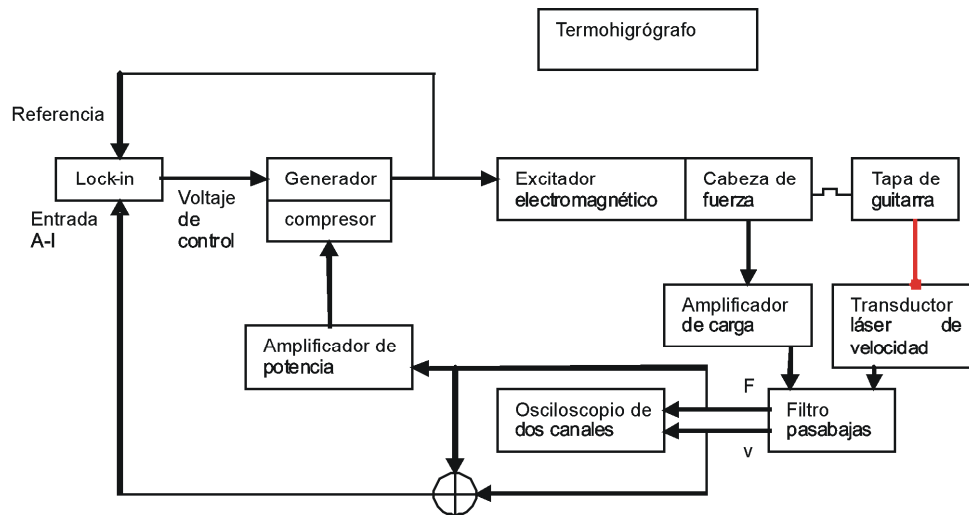 Termohigrógrafo
Referencia
Lock-in
Entrada
A-I
Voltaje
de
control
Generador
compresor
Excitador
electromagnético
Cabeza de
fuerza
Tapa de
guitarra
Amplificador
de carga
Transductor
láser de
velocidad
Amplificador de
potencia
Osciloscopio de
dos canales
F
v
Filtro
pasabajas